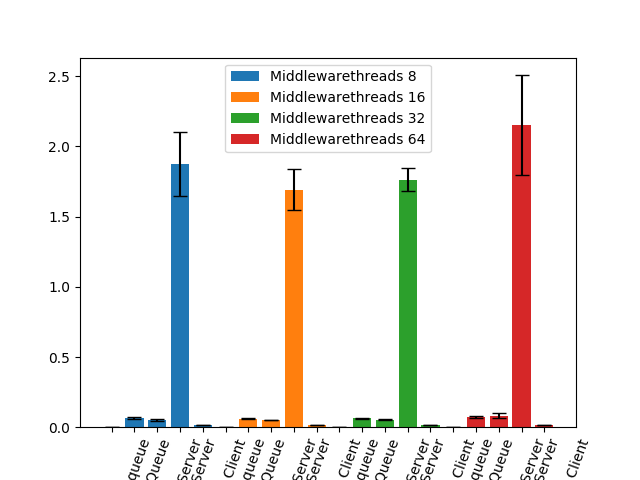 2.5
2.0
1.5
1.0
0.5
0.0
Middlewarethreads 8
Middlewarethreads 16
Middlewarethreads 32
Middlewarethreads 64
queue
Queue
Server
Server
Client
queue
Queue
Server
Server
Client
queue
Queue
Server
Server
Client
queue
Queue
Server
Server
Client